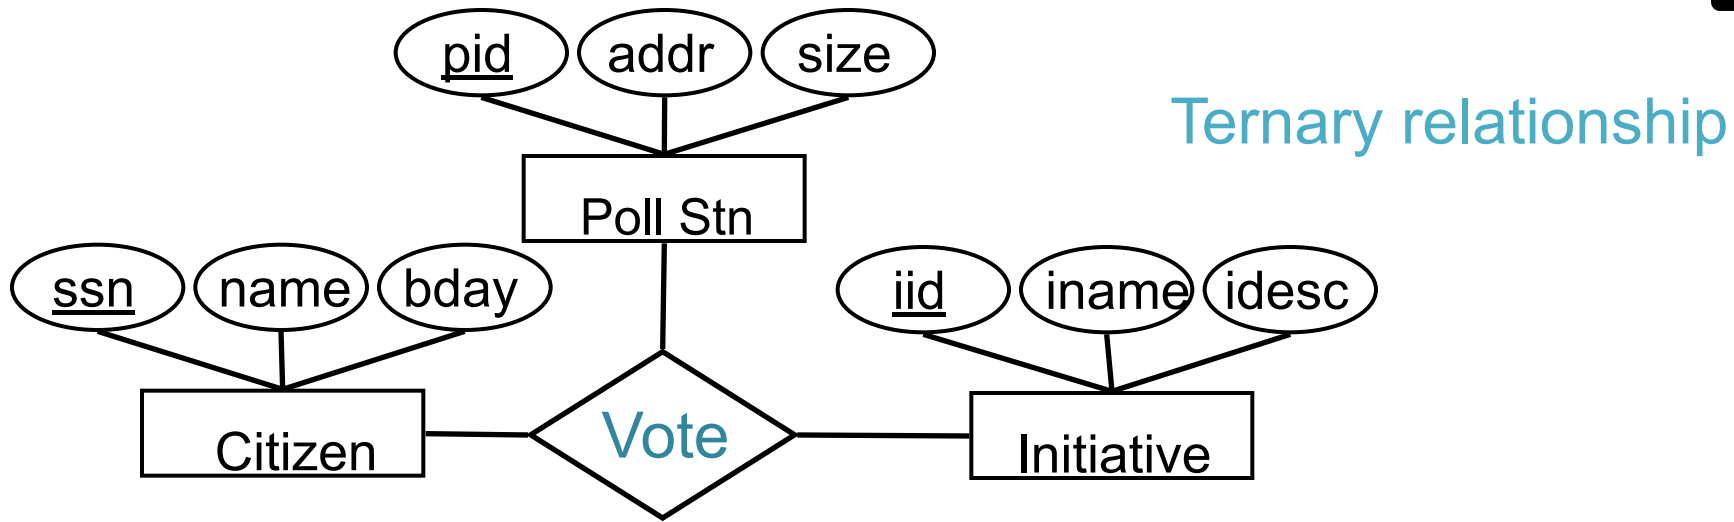 pid addr size
Ternary relationship
Poll Stn
ssn name bday
iid iname idesc
Citizen
Vote
Initiative